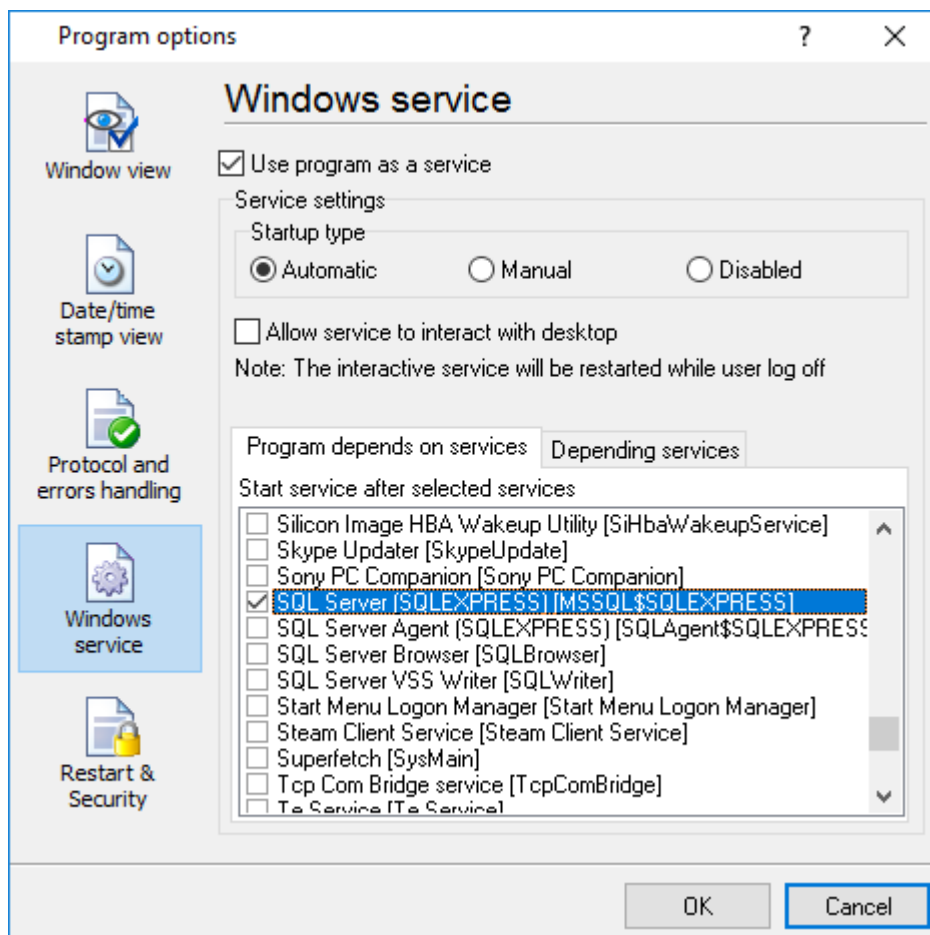 Program options
?
Window view
Date/time
stamp view
Protocol and
errors handling
Windows
service
Restart &
Security
Windows service
Use program as a service
Service settings
Startup type
Automatic
Manual
Disabled
Allow service to interact with desktop
Note: The interactive service will be restarted while user log off
Program depends on services
Depending services
Start service after selected services
Silicon Image HBA Wakeup Utility [SiHbaWakeupService]
Skype Updater [SkypeUpdate]
Sony PC Companion [Sony PC Companion]
SQL Server (SQLEXPRESS) [MSSQL$SQLEXPRESS]
SQL Server Agent (SQLEXPRESS) [SQLAgent$SQLEXPRESS
SQL Server Browser [SQLBrowser]
SQL Server VSS Writer [SQLWriter]
Start Menu Logon Manager [Start Menu Logon Manager]
Steam Client Service [Steam Client Service]
Superfetch [SysMain]
Tcp Com Bridge service [TcpComBridge]
Te Service [Te.Service]
OK
Cancel